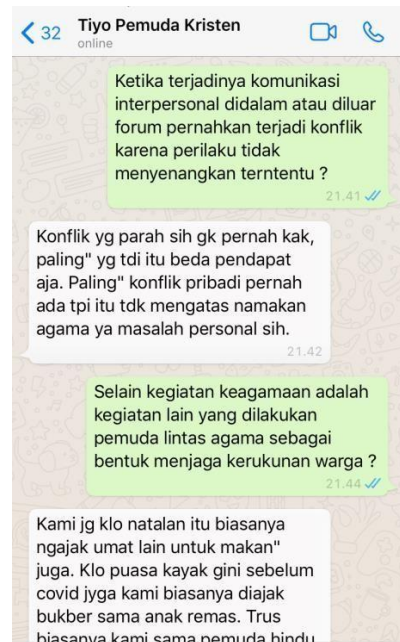 32 Tiyo Pemuda Kristen
online
Ketika terjadinya komunikasi
interpersonal didalam atau diluar
forum pernahkan terjadi konflik
karena perilaku tidak
menyenangkan terntentu ?
21.41
Konflik yg parah sih gk pernah kak,
paling" yg tdi itu beda pendapat
aja. Paling" konflik pribadi pernah
ada tpi itu tdk mengatas namakan
agama ya masalah personal sih.
21.42
Selain kegiatan keagamaan adalah
kegiatan lain yang dilakukan
pemuda lintas agama sebagai
bentuk menjaga kerukunan warga ?
21.44
Kami jg klo natalan itu biasanya
ngajak umat lain untuk makan"
juga. Klo puasa kayak gini sebelum
covid jyga kami biasanya diajak
bukber sama anak remas. Trus
biasanya kami sama pemuda hindu